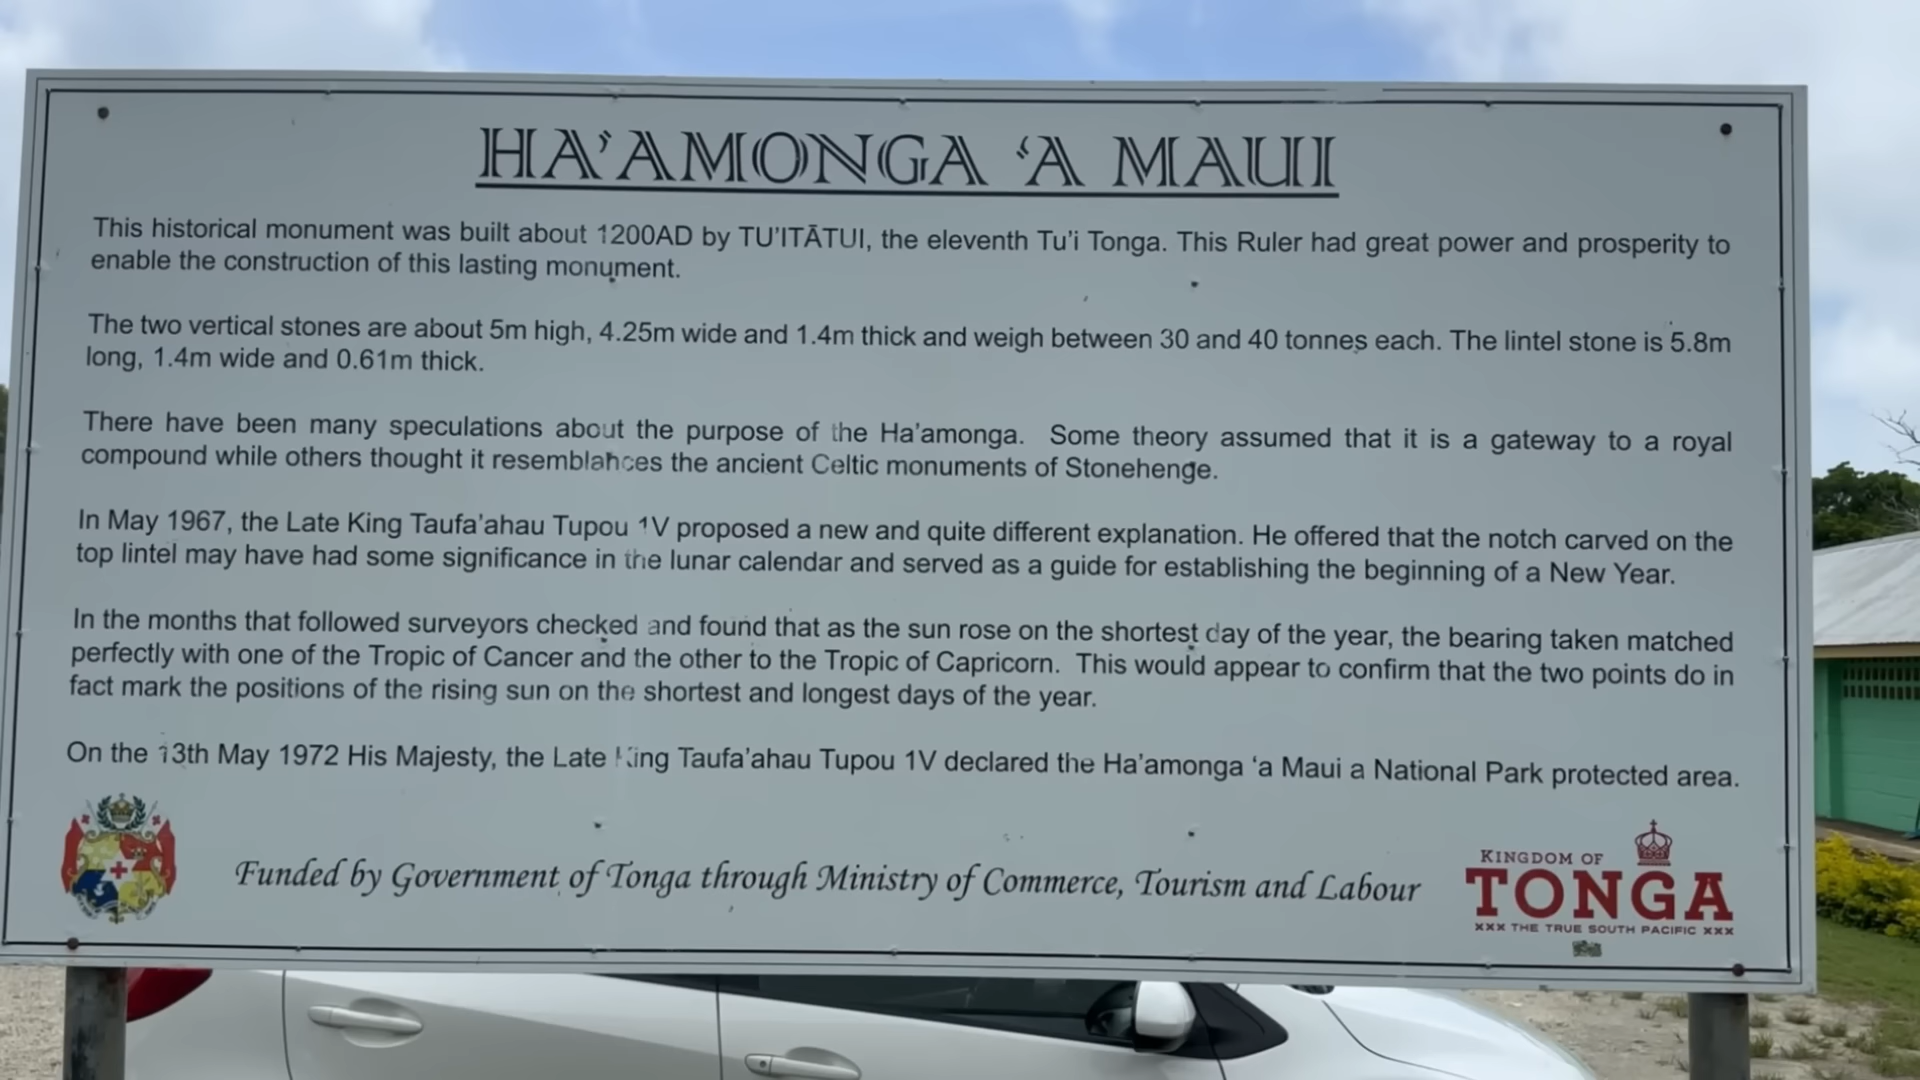 HA'AMONGA 'A MAUI
This historical monument was built about 1200AD by TU'ITĀTUI, the eleventh Tu'i Tonga. This Ruler had great power and prosperity to
enable the construction of this lasting monument.
The two vertical stones are about 5m high, 4.25m wide and 1.4m thick and weigh between 30 and 40 tonnes each. The lintel stone is 5.8m
long, 1.4m wide and 0.61m thick.
There have been many speculations about the purpose of the Ha'amonga. Some theory assumed that it is a gateway to a royal
compound while others thought it resemblances the ancient Celtic monuments of Stonehenge.
In May 1967, the Late King Taufa'ahau Tupou 1V proposed a new and quite different explanation. He offered that the notch carved on the
top lintel may have had some significance in the lunar calendar and served as a guide for establishing the beginning of a New Year.
In the months that followed surveyors checked and found that as the sun rose on the shortest day of the year, the bearing taken matched
perfectly with one of the Tropic of Cancer and the other to the Tropic of Capricorn. This would appear to confirm that the two points do in
fact mark the positions of the rising sun on the shortest and longest days of the year.
On the 13th May 1972 His Majesty, the Late King Taufa'ahau Tupou 1V declared the Ha'amonga 'a Maui a National Park protected area.
Funded by Government of Tonga through Ministry of Commerce, Tourism and Labour
KINGDOM OF
TONGA
XXX THE TRUE SOUTH PACIFIC XXX